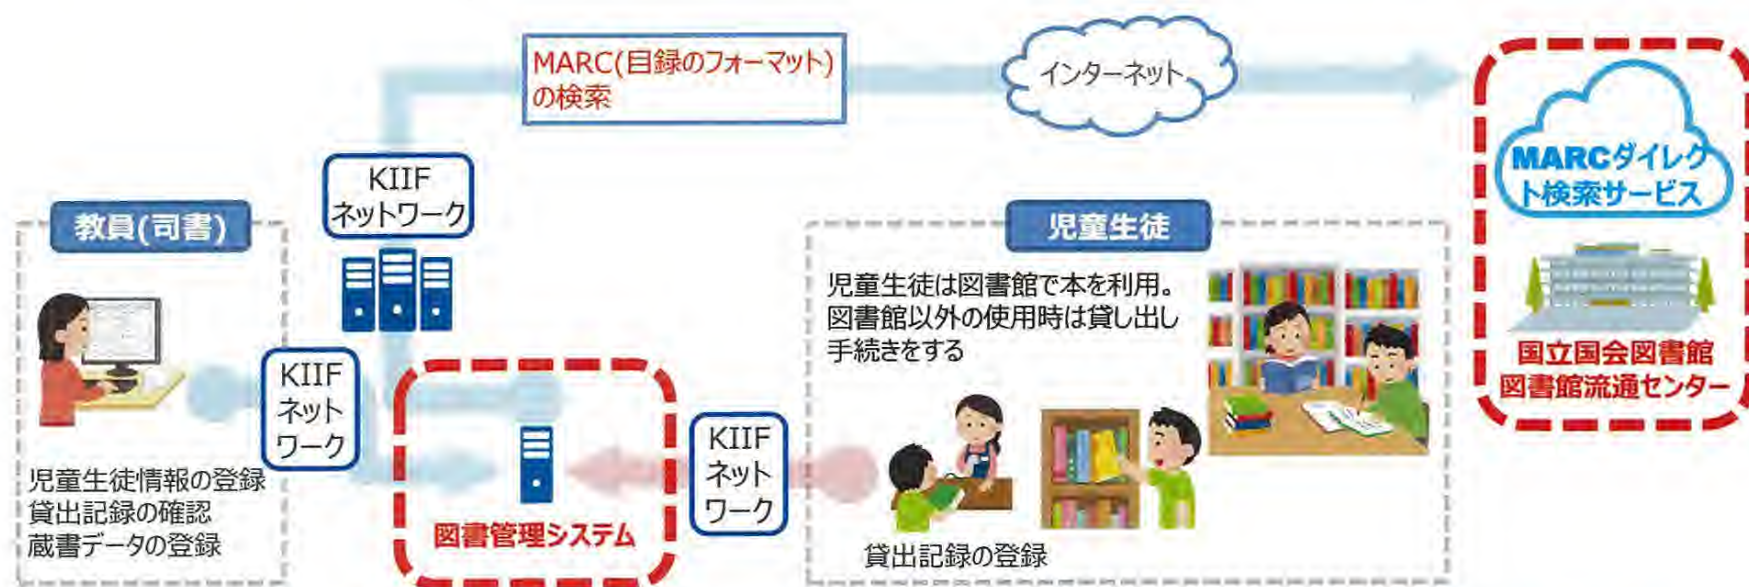 MARC(目録のフォーマット)
の検索
インターネット
MARCダイレク
ト検索サービス
国立国会図書館
図書館流通センター
KIIF
ネットワーク
教員(司書)
KIIF
ネット
ワーク
児童生徒情報の登録
貸出記録の確認
蔵書データの登録
図書管理システム
KIIF
ネット
ワーク
児童生徒
児童生徒は図書館で本を利用。
図書館以外の使用時は貸し出し
手続きをする
貸出記録の登録